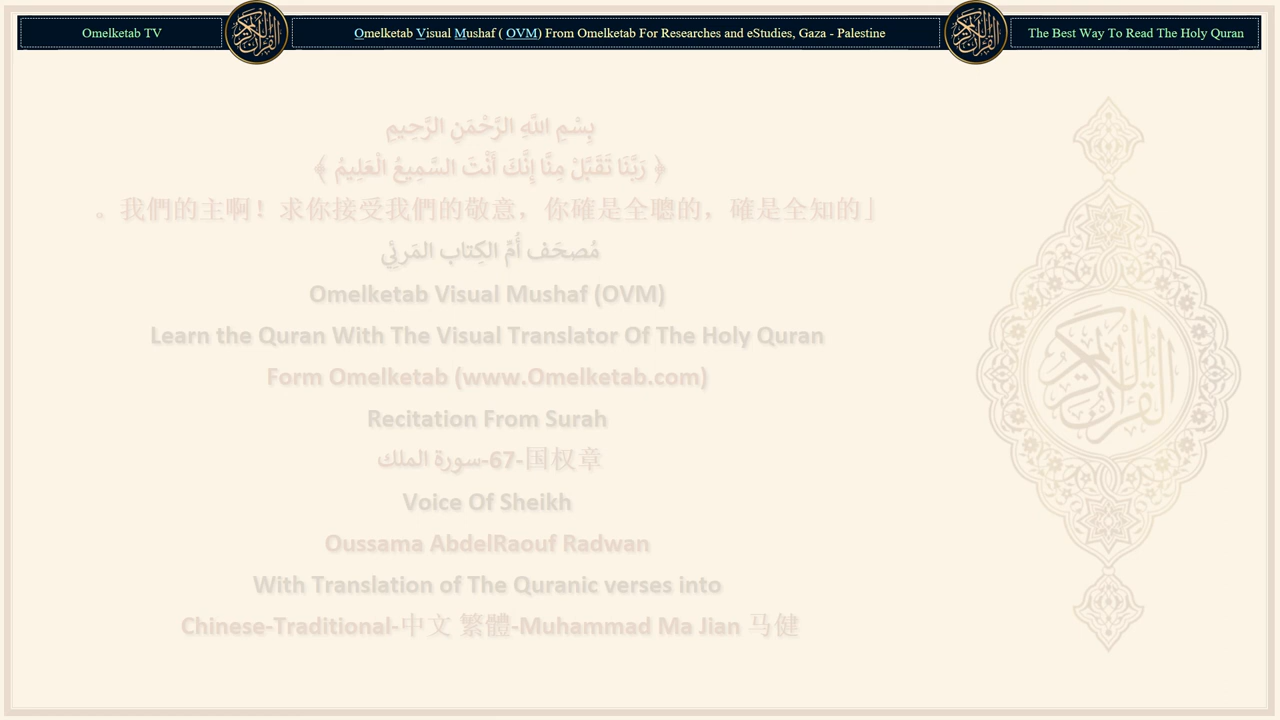 Omelketab TV
Omelketab Visual Mushaf ( OVM) From Omelketab For Researches and eStudies, Gaza - Palestine
The Best Way To Read The Holy Quran
بِسْمِ اللَّهِ الرَّحْمَنِ الرَّحِيمِ
﴿ رَبَّنَا تَقَبَّلْ مِنَّا إِنَّكَ أَنْتَ السَّمِيعُ الْعَلِيمُ ﴾
。我們的主啊！求你接受我們的敬意，你確是全聰的，確是全知的」
مُصحَف أُمِّ الكِتاب المَرئِي
Omelketab Visual Mushaf (OVM)
Learn the Quran With The Visual Translator Of The Holy Quran
Form Omelketab (www.Omelketab.com)
Recitation From Surah
سورة الملك-67-国权章
Voice Of Sheikh
Oussama AbdelRaouf Radwan
With Translation of The Quranic verses into
Chinese-Traditional-中文 繁體-Muhammad Ma Jian 马健